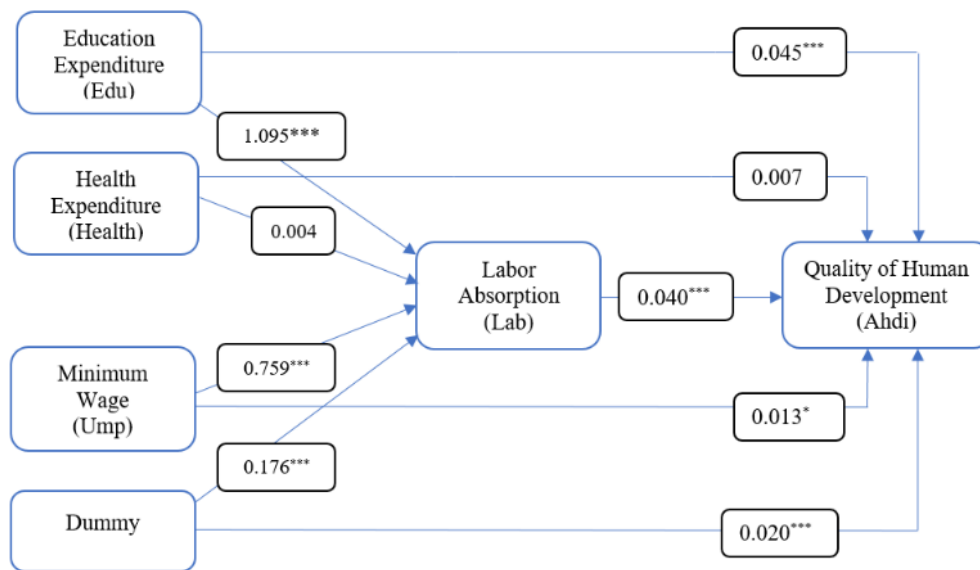 Education
Expenditure
(Edu)
0.045***
1.095***
Health
Expenditure
(Health)
0.007
0.004
Labor
Absorption
(Lab)
0.040***
Quality of Human
Development
(Ahdi)
Minimum
Wage
(Ump)
0.759***
0.013*
0.176***
Dummy
0.020***